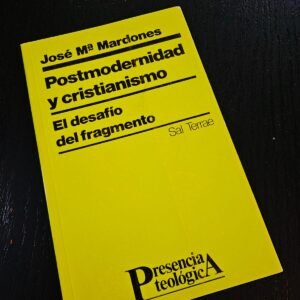 José Mª Mardones
Postmodernidad
y cristianismo
El desafío
del fragmento
Sal Terrae
Presencia
teológicA